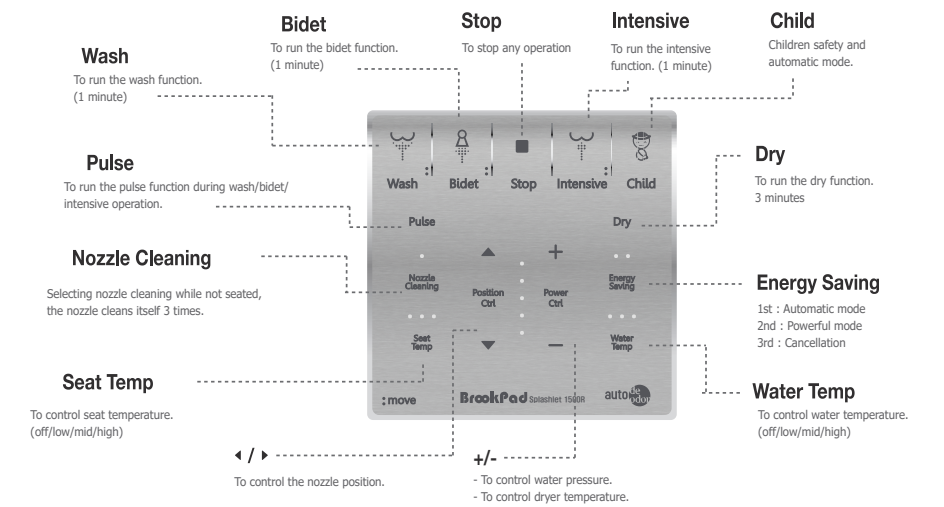 Bidet
To run the bidet function.
(1 minute)
Stop
To stop any operation
Intensive
To run the intensive
function. (1 minute)
Child
Children safety and
automatic mode.
Wash
To run the wash function.
(1 minute)
Pulse
To run the pulse function during wash/bidet/
intensive operation.
Nozzle Cleaning
Selecting nozzle cleaning while not seated,
the nozzle cleans itself 3 times.
Seat Temp
To control seat temperature.
(off/low/mid/high)
Wash : Bidet Stop Intensive : Child
Pulse Dry
Nozzle
Cleaning
Position
Ctrl
+
Power
Ctrl
−
Energy
Saving
Seat
Temp
Water
Temp
:move
BrookPad Splashlet 1500R
auto de
odor
Dry
To run the dry function.
3 minutes
Energy Saving
1st : Automatic mode
2nd : Powerful mode
3rd : Cancellation
Water Temp
To control water temperature.
(off/low/mid/high)
◂ / ▸
To control the nozzle position.
+/-
- To control water pressure.
- To control dryer temperature.